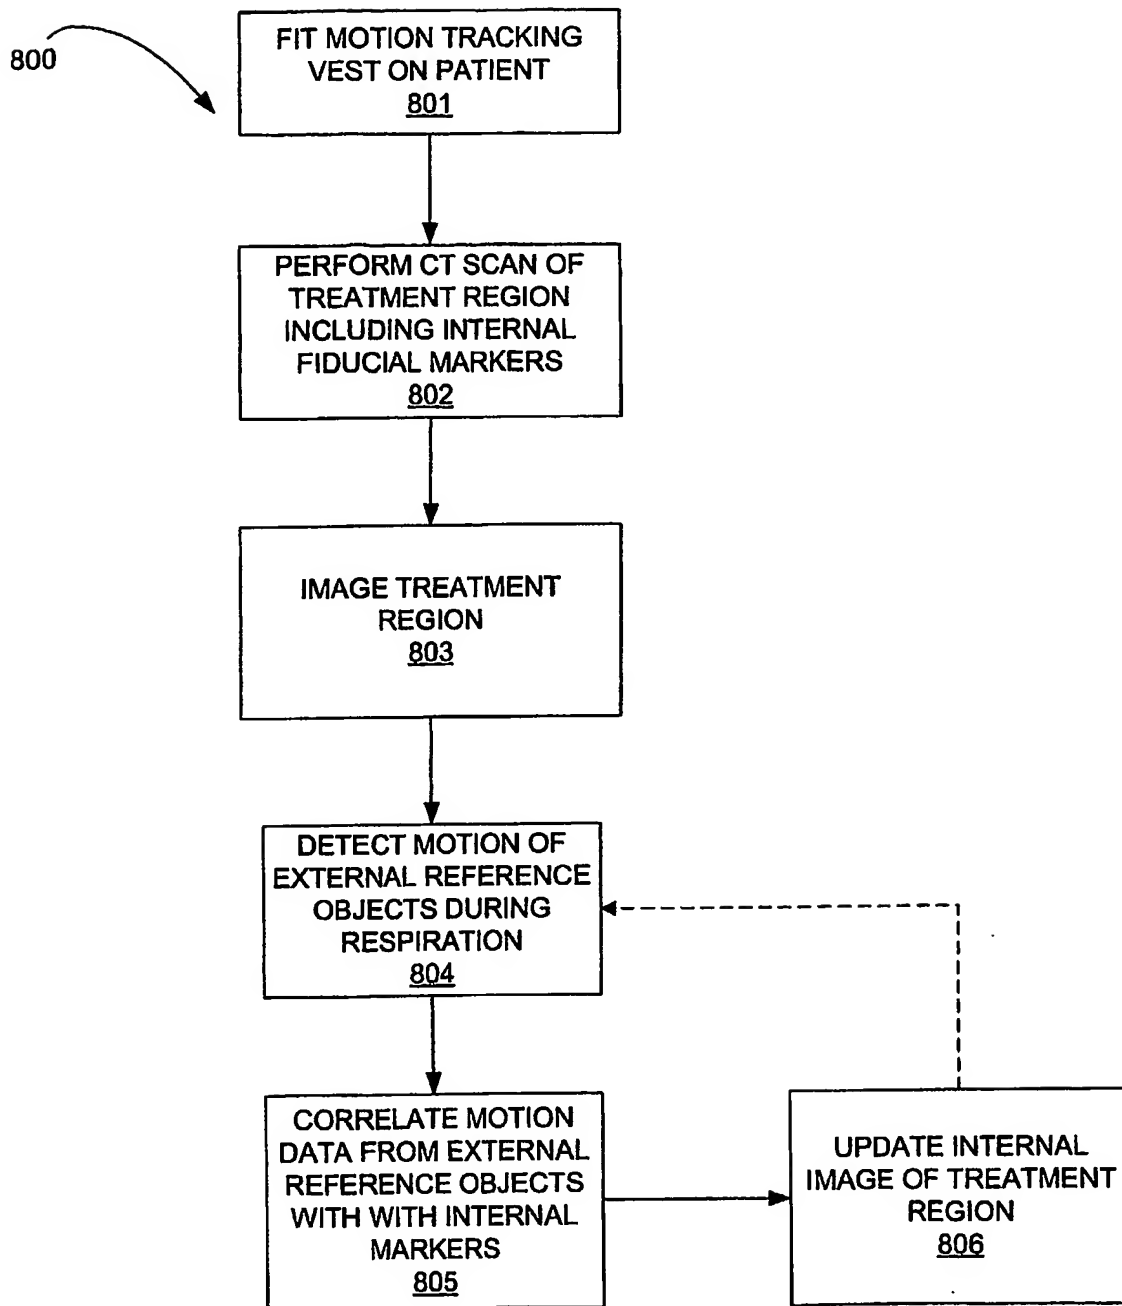 800
FIT MOTION TRACKING
VEST ON PATIENT
801
PERFORM CT SCAN OF
TREATMENT REGION
INCLUDING INTERNAL
FIDUCIAL MARKERS
802
IMAGE TREATMENT
REGION
803
DETECT MOTION OF
EXTERNAL REFERENCE
OBJECTS DURING
RESPIRATION
804
CORRELATE MOTION
DATA FROM EXTERNAL
REFERENCE OBJECTS
WITH WITH INTERNAL
MARKERS
805
UPDATE INTERNAL
IMAGE OF TREATMENT
REGION
806